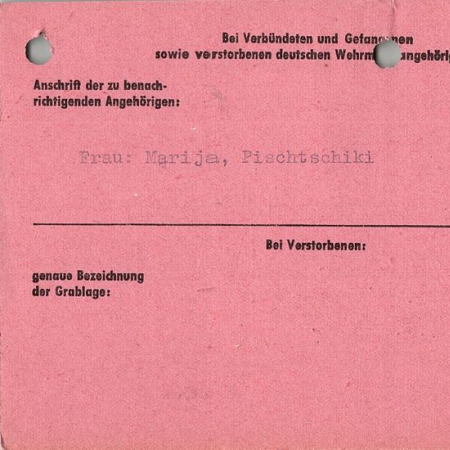 Bei Verbündeten und Gefangenen
sowie verstorbenen deutschen
Anschrift der zu benach-
richtigenden Angehörigen:
Frau: Marija, Pischtschiki
Bei Verstorbenen:
genaue Bezeichnung
der Grablage: